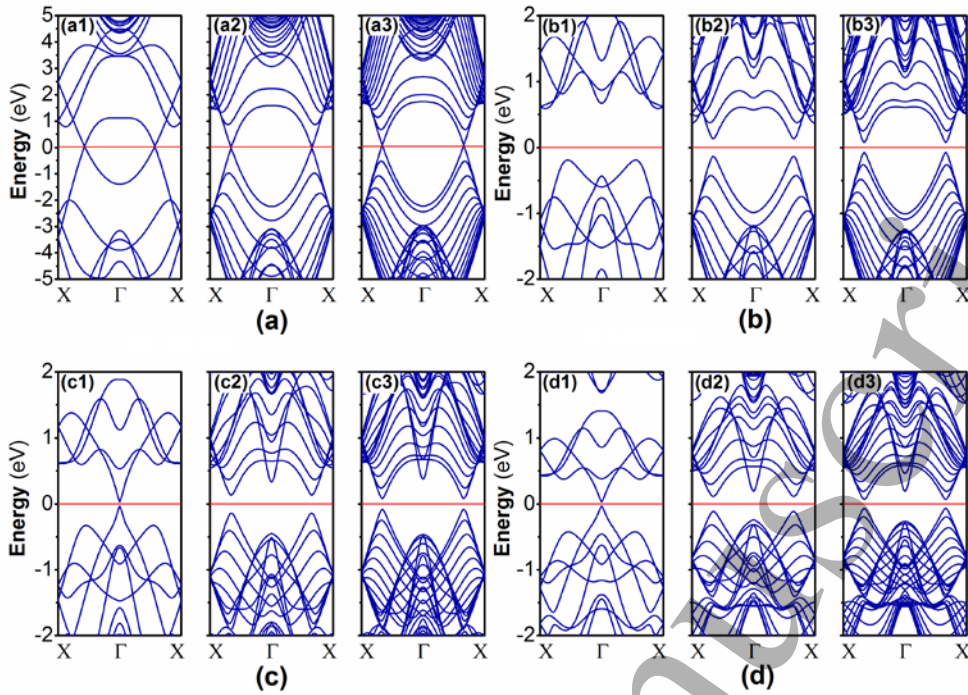 (a1) (a2) (a3) (b1) (b2) (b3)
5 4 3 2 1 0 -1 -2 -3 -4 -5
Energy (eV)
2 1 0 -1 -2
Energy (eV)
X Γ X X Γ X X Γ X X Γ X X Γ X X Γ X
(a) (b)
(c1) (c2) (c3) (d1) (d2) (d3)
2 1 0 -1 -2
Energy (eV)
2 1 0 -1 -2
Energy (eV)
X Γ X X Γ X X Γ X X Γ X X Γ X X Γ X
(c) (d)